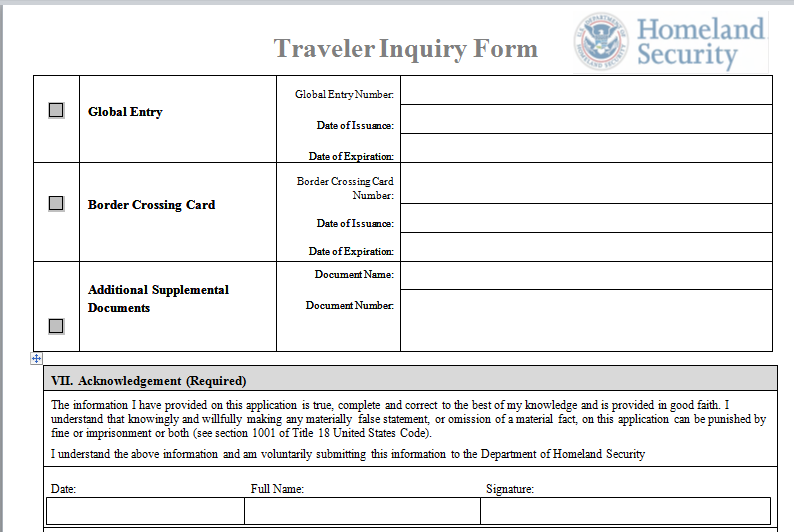 Traveler Inquiry Form
Homeland
Security
Global Entry
Global Entry Number:
Date of Issuance:
Date of Expiration:
Border Crossing Card
Border Crossing Card
Number:
Date of Issuance:
Date of Expiration:
Additional Supplemental
Documents
Document Name:
Document Number:
VII. Acknowledgement (Required)
The information I have provided on this application is true, complete and correct to the best of my knowledge and is provided in good faith. I
understand that knowingly and willfully making any materially false statement, or omission of a material fact, on this application can be punished by
fine or imprisonment or both (see section 1001 of Title 18 United States Code).
I understand the above information and am voluntarily submitting this information to the Department of Homeland Security
Date:
Full Name:
Signature: